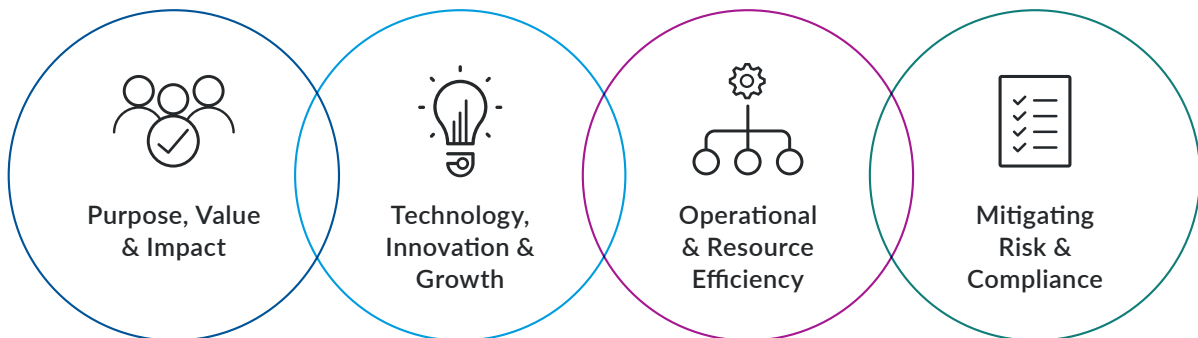 Purpose, Value
& Impact
Technology,
Innovation &
Growth
Operational
& Resource
Efficiency
Mitigating
Risk &
Compliance